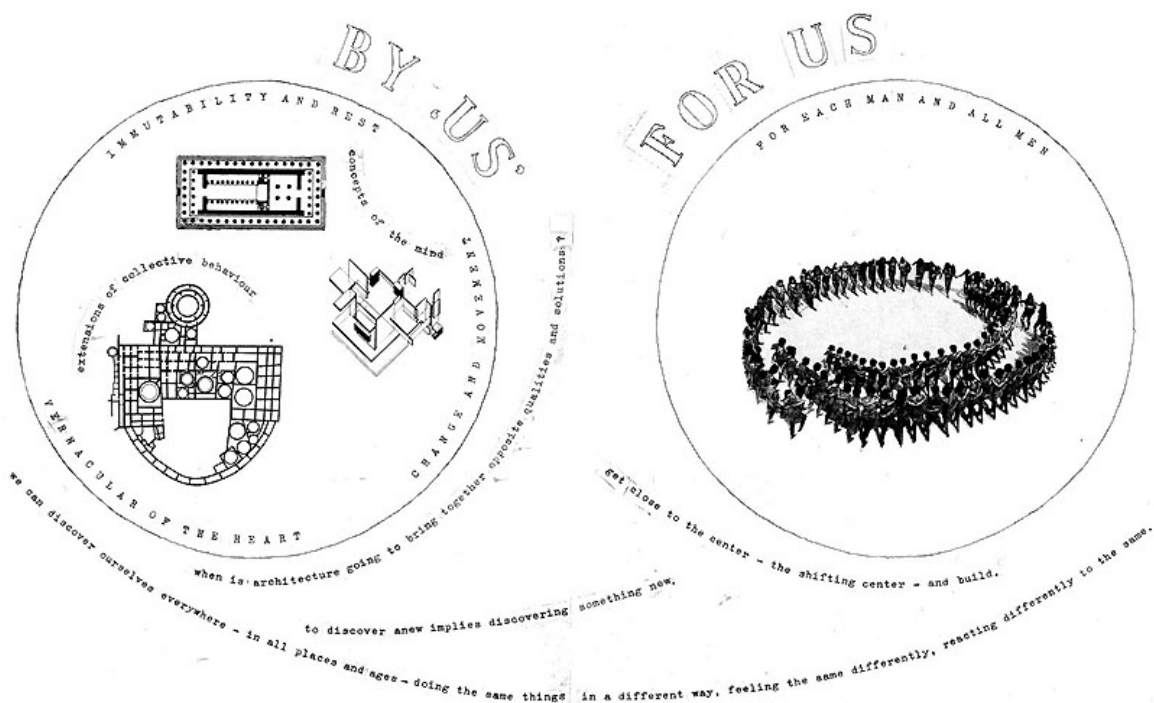 BY ‘US’
FOR US
IMMUTABILITY AND REST
CHANGE AND MOVEMENT
VERNACULAR OF THE HEART
concepts of the mind
extensions of collective behaviour
FOR EACH MAN AND ALL MEN
when is architecture going to bring together opposite qualities and solutions?
get close to the center – the shifting center – and build.
to discover anew implies discovering something new.
we can discover ourselves everywhere – in all places and ages – doing the same things in a different way, feeling the same differently, reacting differently to the same.